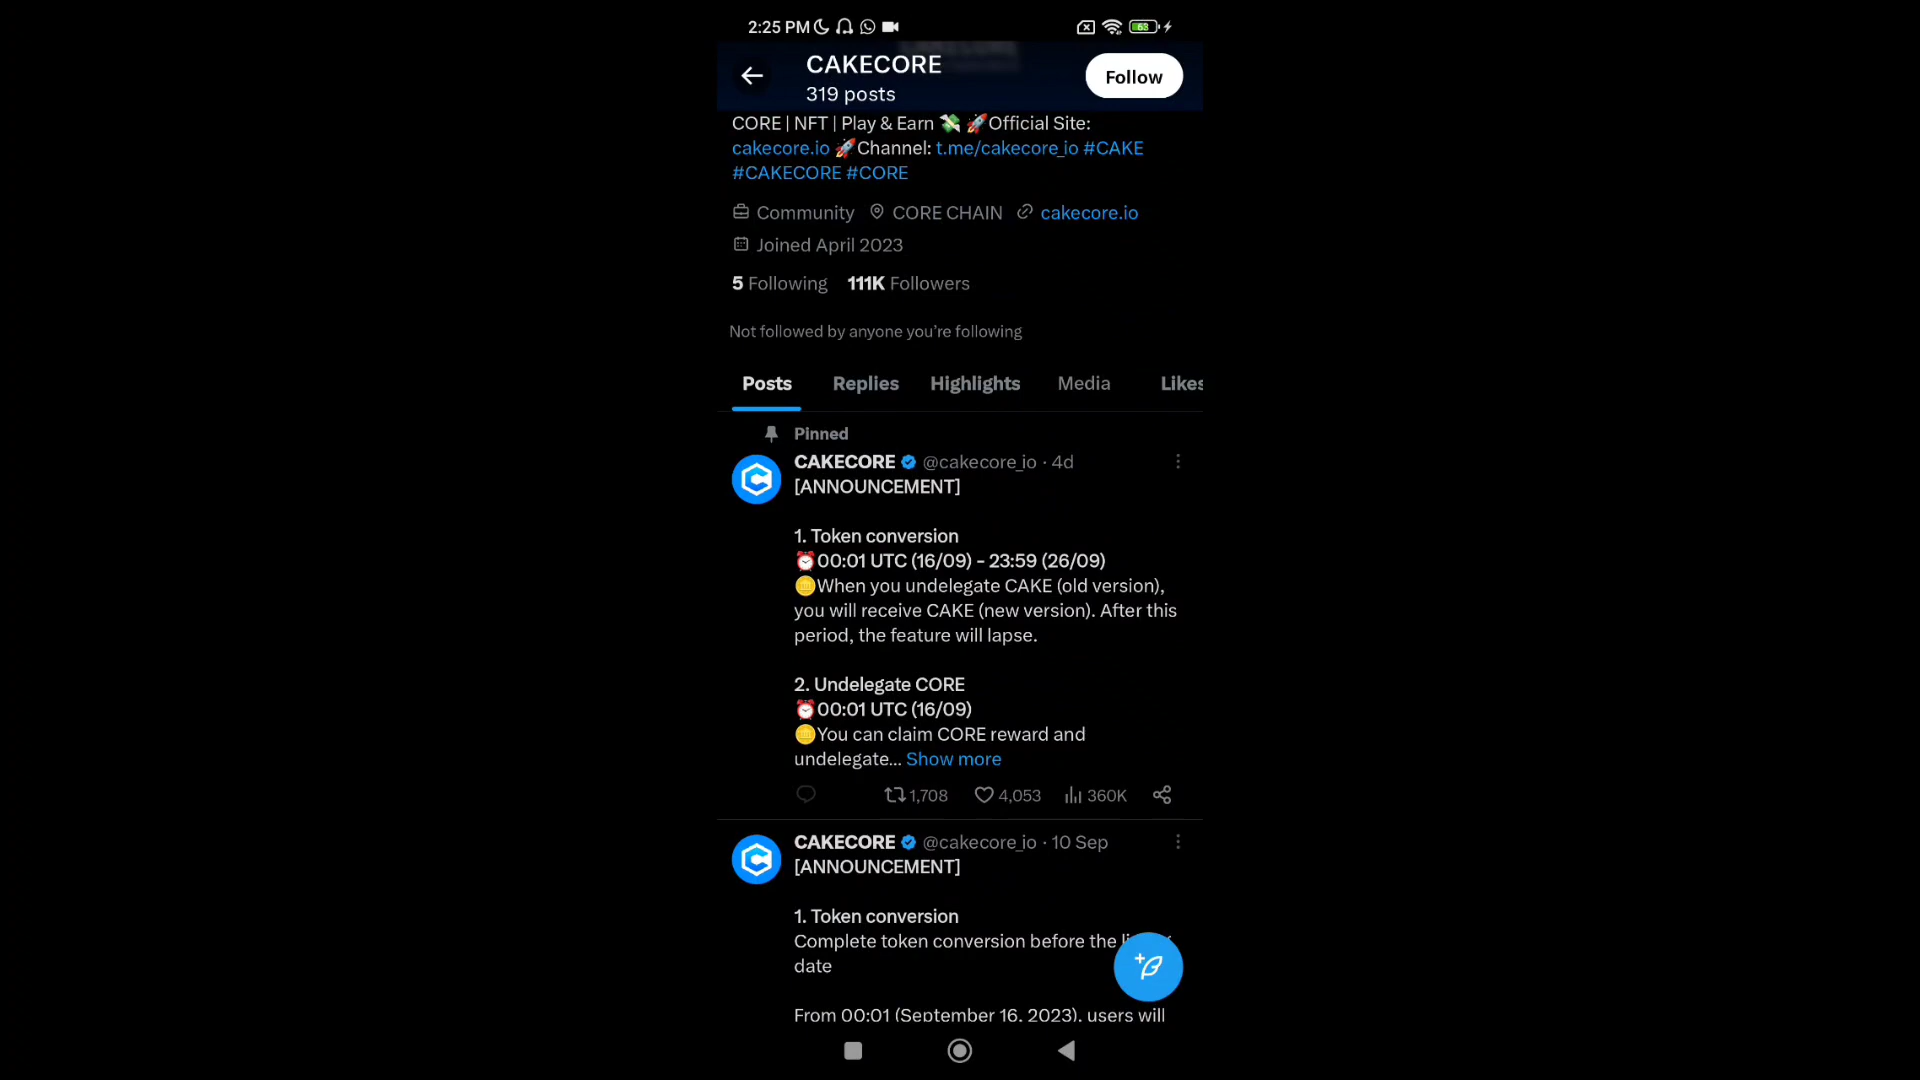 2:25 PM
63
CAKECORE
319 posts
Follow
CORE | NFT | Play & Earn 💸 🚀Official Site:
cakecore.io 🚀Channel: t.me/cakecore_io #CAKE
#CAKECORE #CORE
Community CORE CHAIN cakecore.io
Joined April 2023
5 Following 111K Followers
Not followed by anyone you're following
Posts Replies Highlights Media Likes
Pinned
CAKECORE @cakecore_io · 4d
[ANNOUNCEMENT]
1. Token conversion
⏰00:01 UTC (16/09) - 23:59 (26/09)
🪙When you undelegate CAKE (old version),
you will receive CAKE (new version). After this
period, the feature will lapse.
2. Undelegate CORE
⏰00:01 UTC (16/09)
🪙You can claim CORE reward and
undelegate... Show more
1,708 4,053 360K
CAKECORE @cakecore_io · 10 Sep
[ANNOUNCEMENT]
1. Token conversion
Complete token conversion before the
date
From 00:01 (September 16, 2023), users will